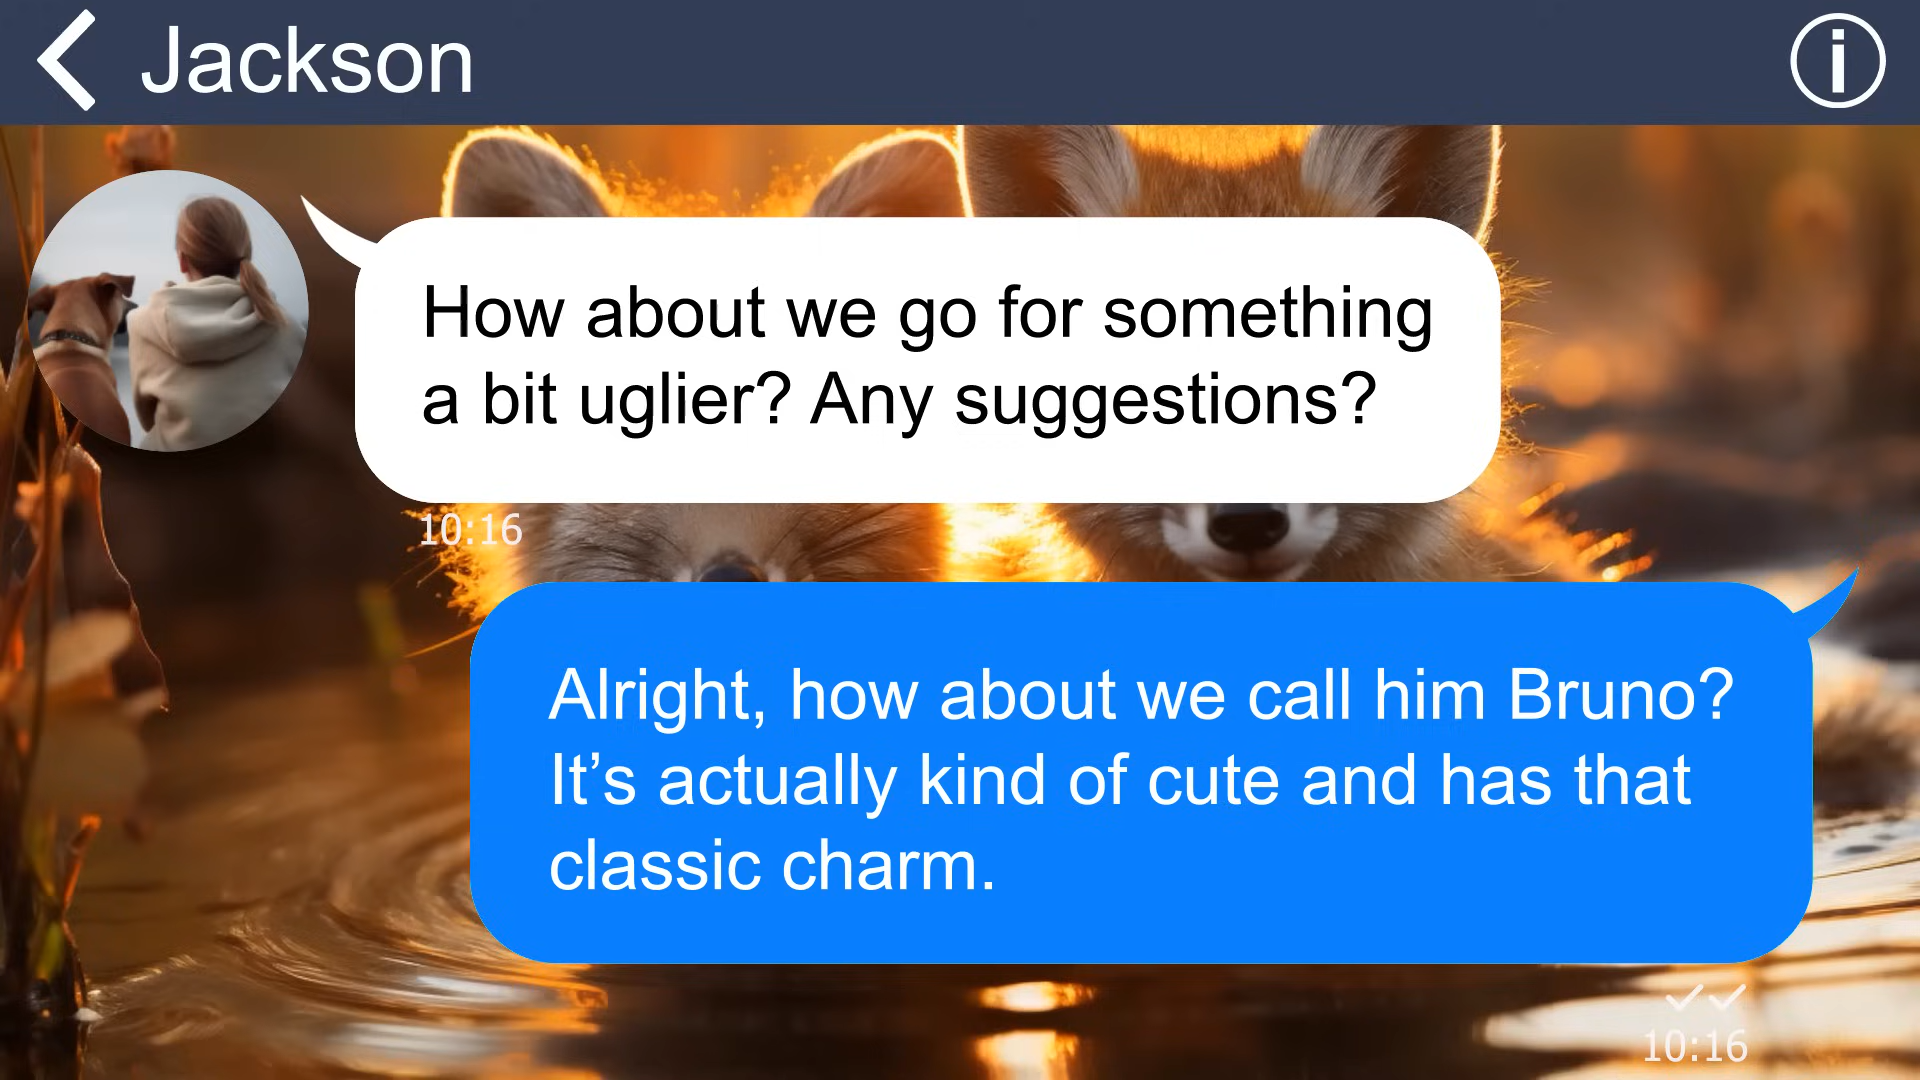 Jackson
How about we go for something
a bit uglier? Any suggestions?
10:16
Alright, how about we call him Bruno?
It’s actually kind of cute and has that
classic charm.
10:16